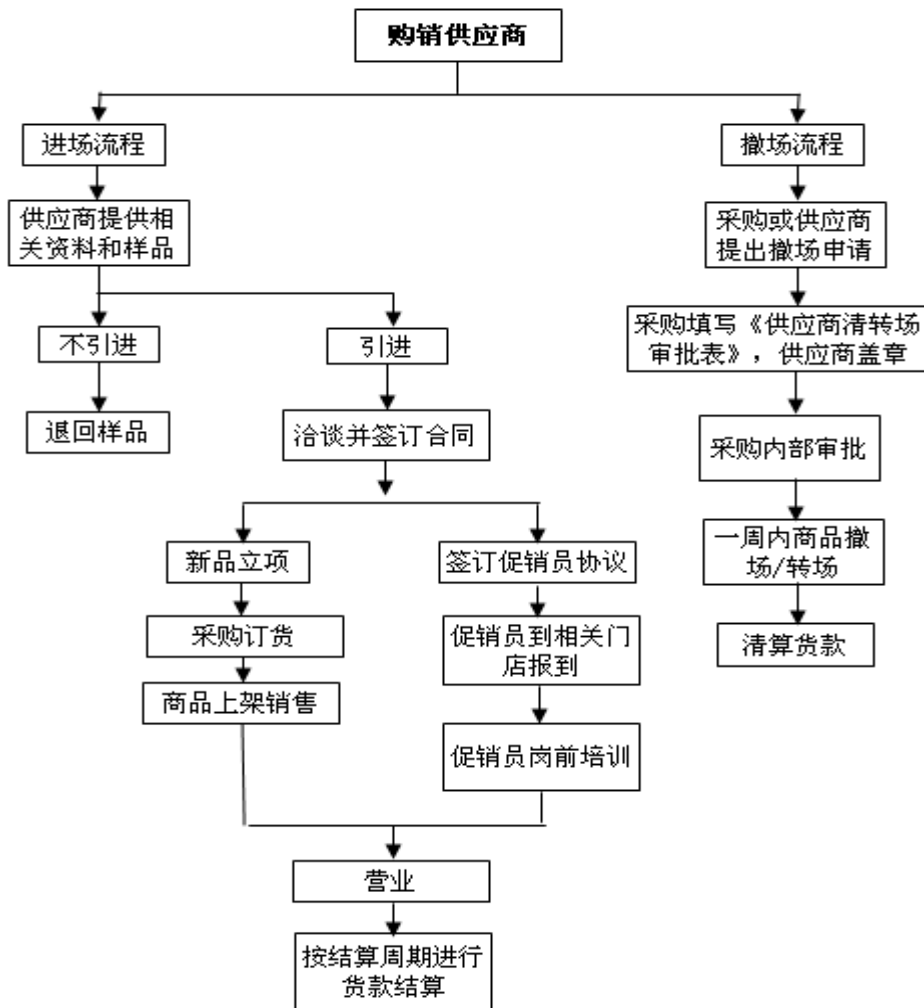 购销供应商
进场流程
撤场流程
供应商提供相
关资料和样品
采购或供应商
提出撤场申请
不引进
引进
采购填写《供应商清转场
审批表》，供应商盖章
退回样品
洽谈并签订合同
采购内部审批
新品立项
签订促销员协议
一周内商品撤
场/转场
采购订货
促销员到相关门
店报到
清算货款
商品上架销售
促销员岗前培训
营业
按结算周期进行
货款结算